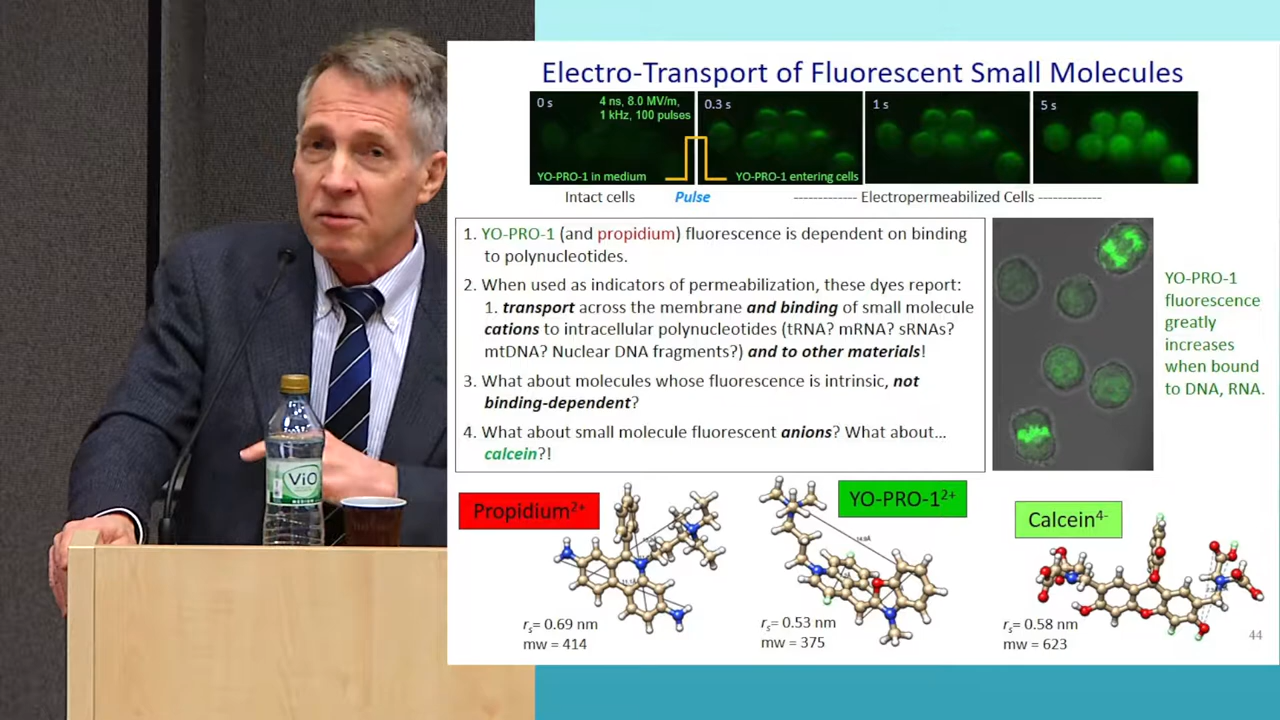 Electro-Transport of Fluorescent Small Molecules
0 s
4 ns, 8.0 MV/m,
1 kHz, 100 pulses
YO-PRO-1 in medium
0.3 s
YO-PRO-1 entering cells
1 s
5 s
Intact cells
Pulse
------------- Electropermeabilized Cells -------------
1. YO-PRO-1 (and propidium) fluorescence is dependent on binding
to polynucleotides.
2. When used as indicators of permeabilization, these dyes report:
1. transport across the membrane and binding of small molecule
cations to intracellular polynucleotides (tRNA? mRNA? sRNAs?
mtDNA? Nuclear DNA fragments?) and to other materials!
3. What about molecules whose fluorescence is intrinsic, not
binding-dependent?
4. What about small molecule fluorescent anions? What about…
calcein?!
YO-PRO-1
fluorescence
greatly
increases
when bound
to DNA, RNA.
Propidium2+
rs= 0.69 nm
mw = 414
YO-PRO-12+
14.9Å
rs= 0.53 nm
mw = 375
Calcein4-
rs= 0.58 nm
mw = 623
44
ViO
MEDIUM